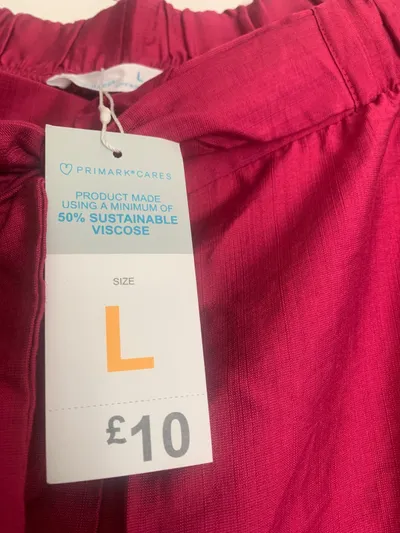 L
PRIMARK®CARES
PRODUCT MADE
USING A MINIMUM OF
50% SUSTAINABLE
VISCOSE
SIZE
L
£10